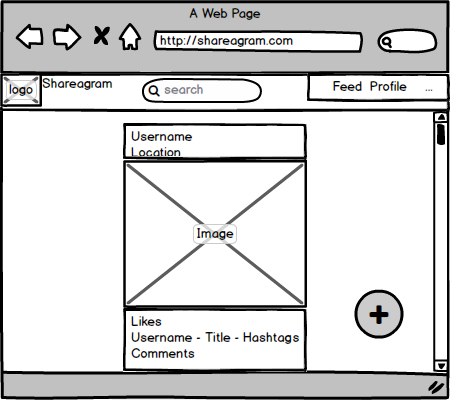 A Web Page
http://shareagram.com
logo
Shareagram
search
Feed Profile ...
Username
Location
Image
Likes
Username - Title - Hashtags
Comments